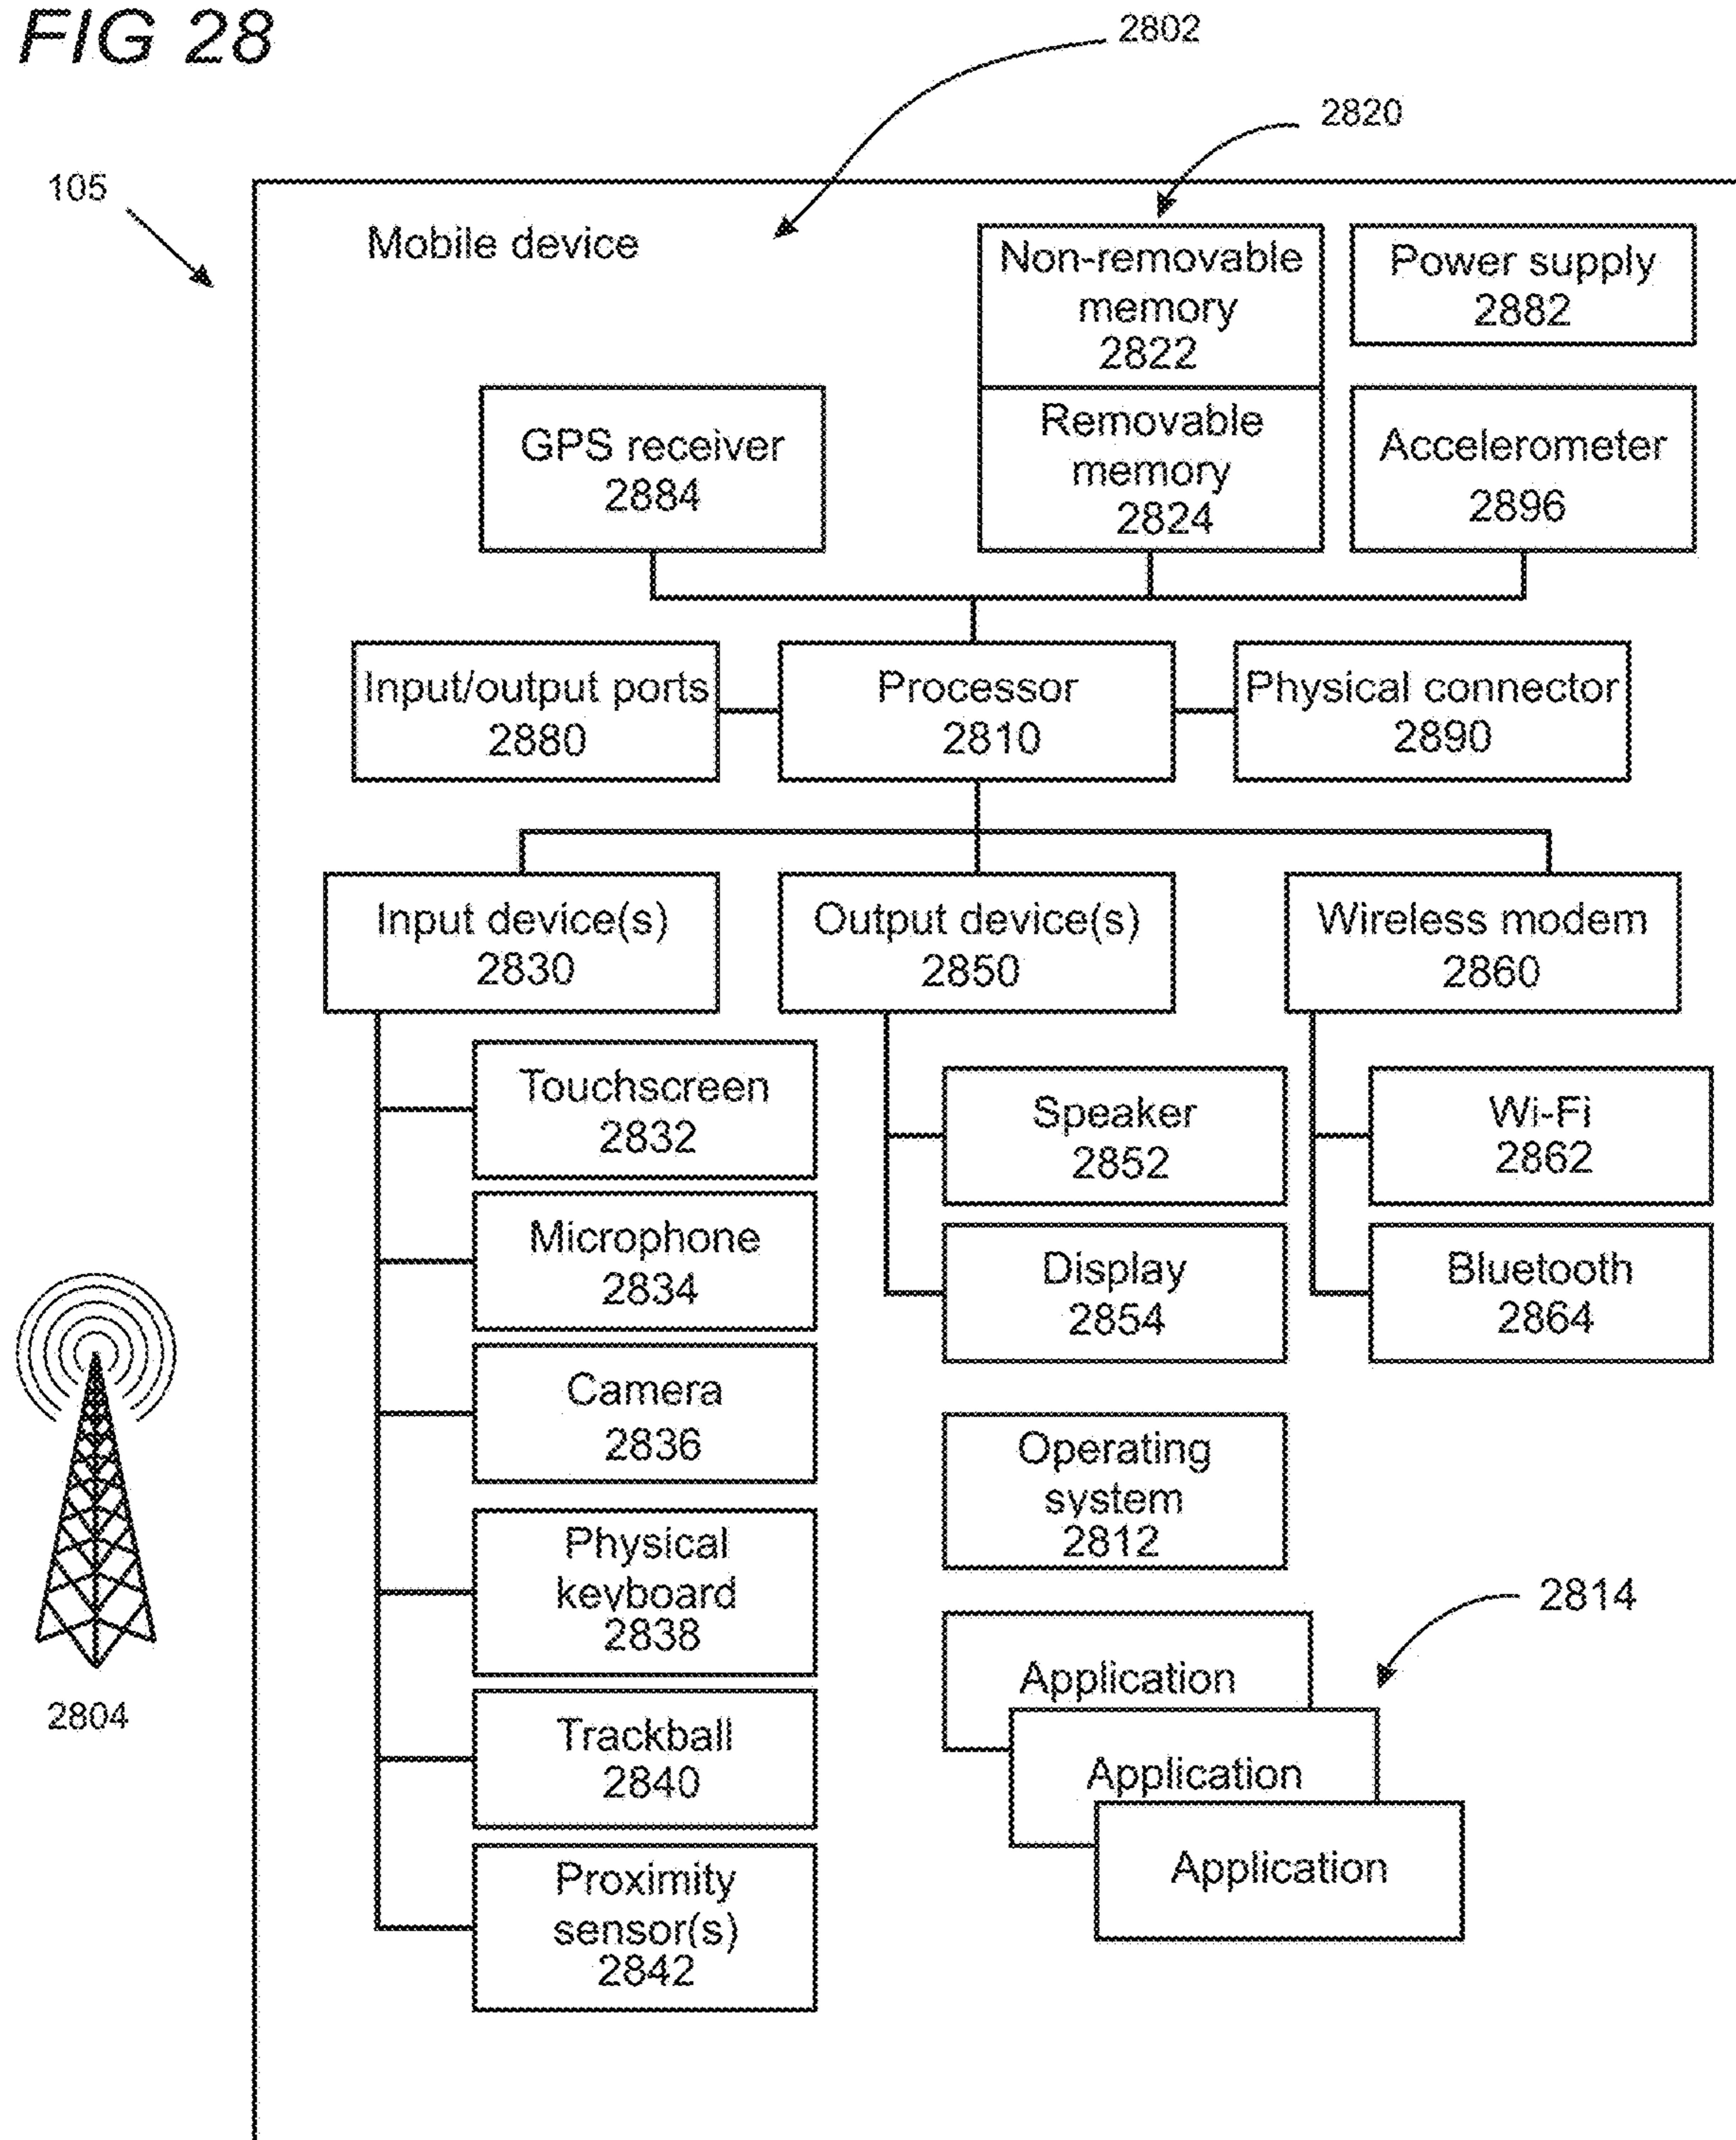 FIG 28
2802
2820
105
Mobile device
Non-removable
memory
2822
Power supply
2882
GPS receiver
2884
Removable
memory
2824
Accelerometer
2896
Input/output ports
2880
Processor
2810
Physical connector
2890
Input device(s)
2830
Output device(s)
2850
Wireless modem
2860
Touchscreen
2832
Speaker
2852
Wi-Fi
2862
Microphone
2834
Display
2854
Bluetooth
2864
Camera
2836
Operating
system
2812
Physical
keyboard
2838
2814
2804
Trackball
2840
Application
Application
Application
Proximity
sensor(s)
2842